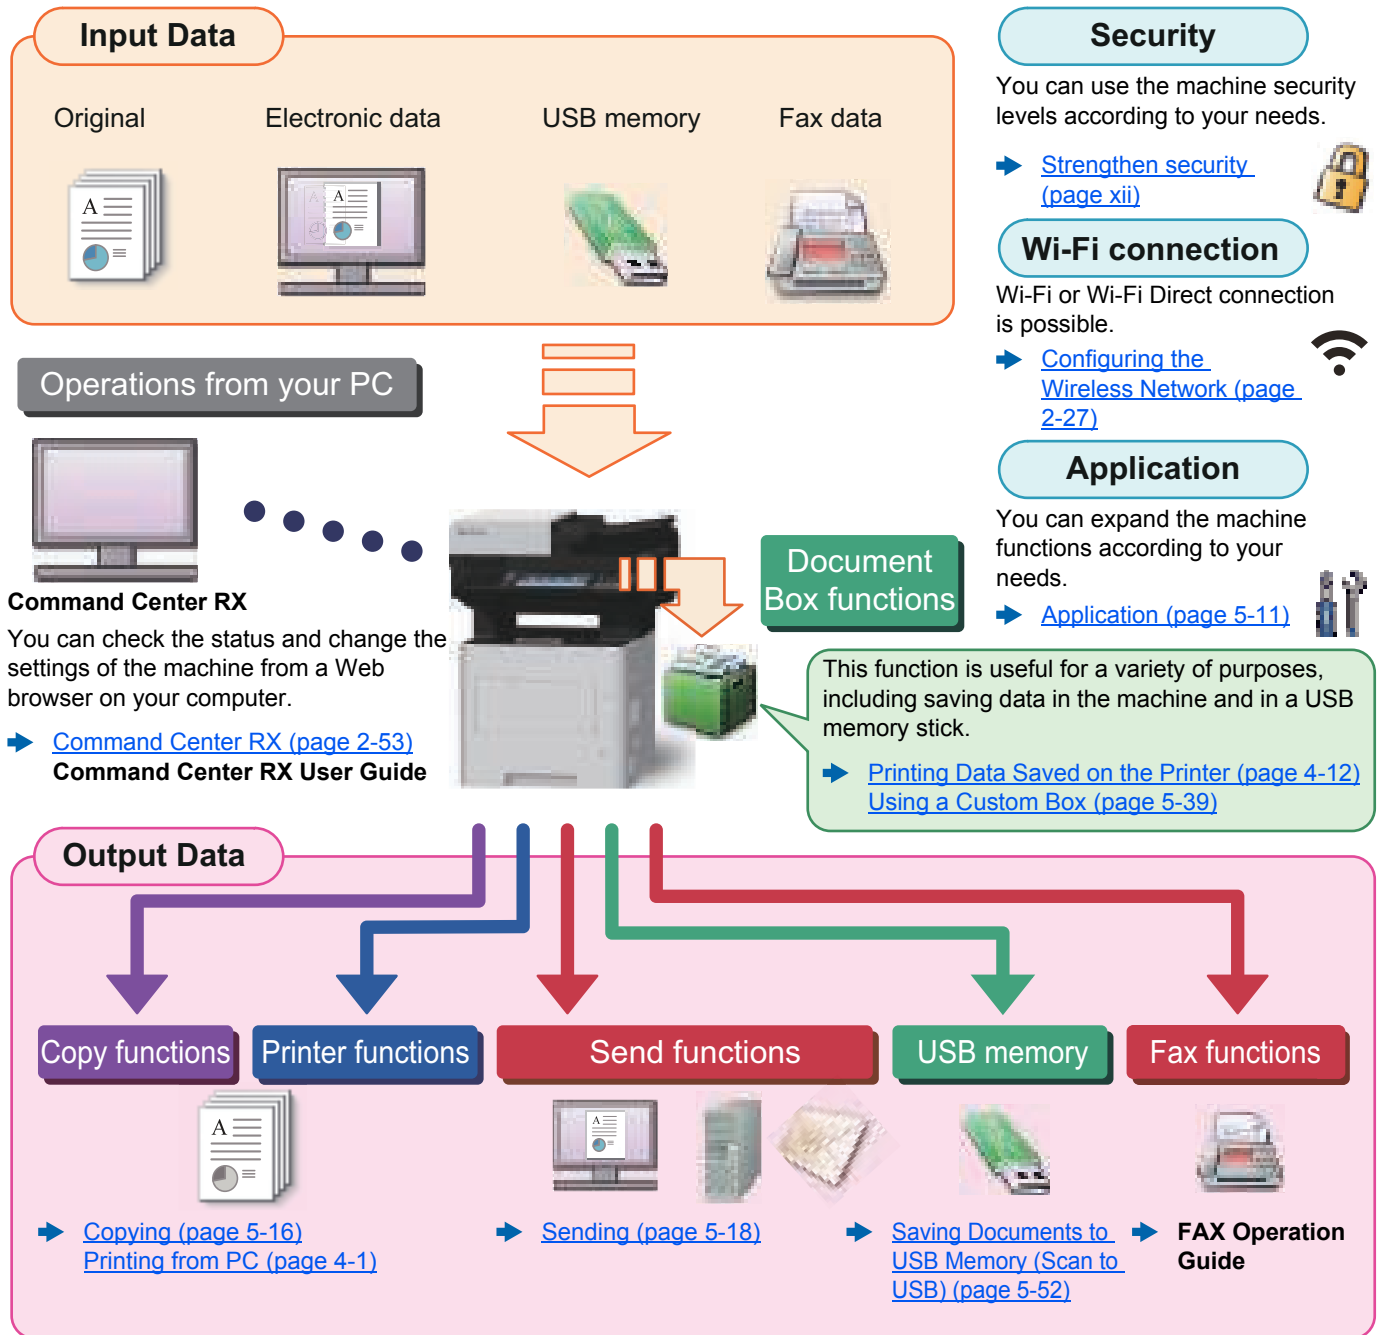 Input Data
Original
Electronic data
USB memory
Fax data
Security
You can use the machine security
levels according to your needs.
Strengthen security
(page xii)
Wi-Fi connection
Wi-Fi or Wi-Fi Direct connection
is possible.
Configuring the
Wireless Network (page
2-27)
Application
You can expand the machine
functions according to your
needs.
Application (page 5-11)
Operations from your PC
Command Center RX
You can check the status and change the
settings of the machine from a Web
browser on your computer.
Command Center RX (page 2-53)
Command Center RX User Guide
Document
Box functions
This function is useful for a variety of purposes,
including saving data in the machine and in a USB
memory stick.
Printing Data Saved on the Printer (page 4-12)
Using a Custom Box (page 5-39)
Output Data
Copy functions
Printer functions
Send functions
USB memory
Fax functions
Copying (page 5-16)
Printing from PC (page 4-1)
Sending (page 5-18)
Saving Documents to
USB Memory (Scan to
USB) (page 5-52)
FAX Operation
Guide